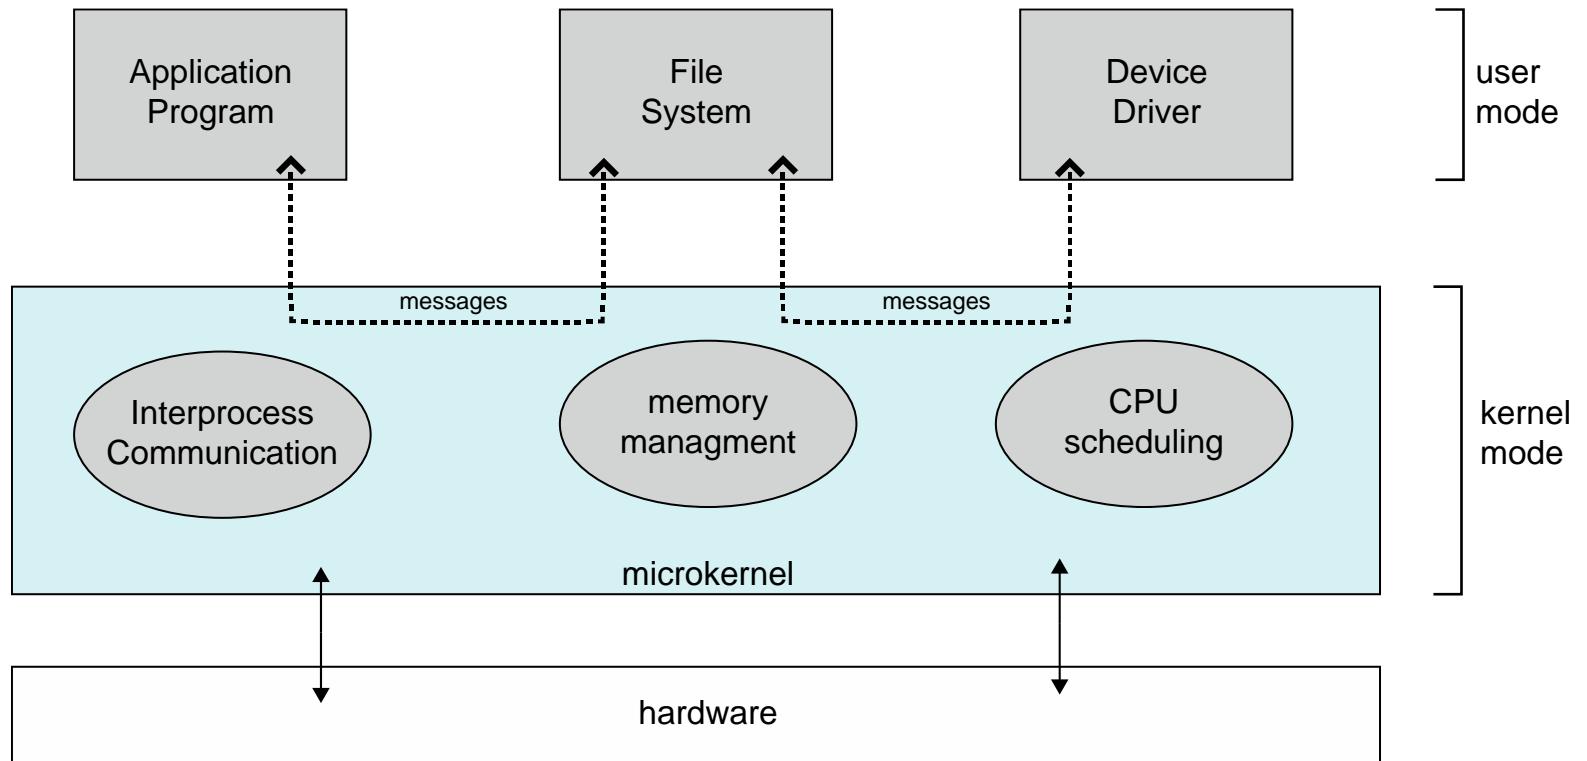 Application
Program
File
System
Device
Driver
user
mode
messages
messages
Interprocess
Communication
memory
managment
CPU
scheduling
kernel
mode
microkernel
hardware